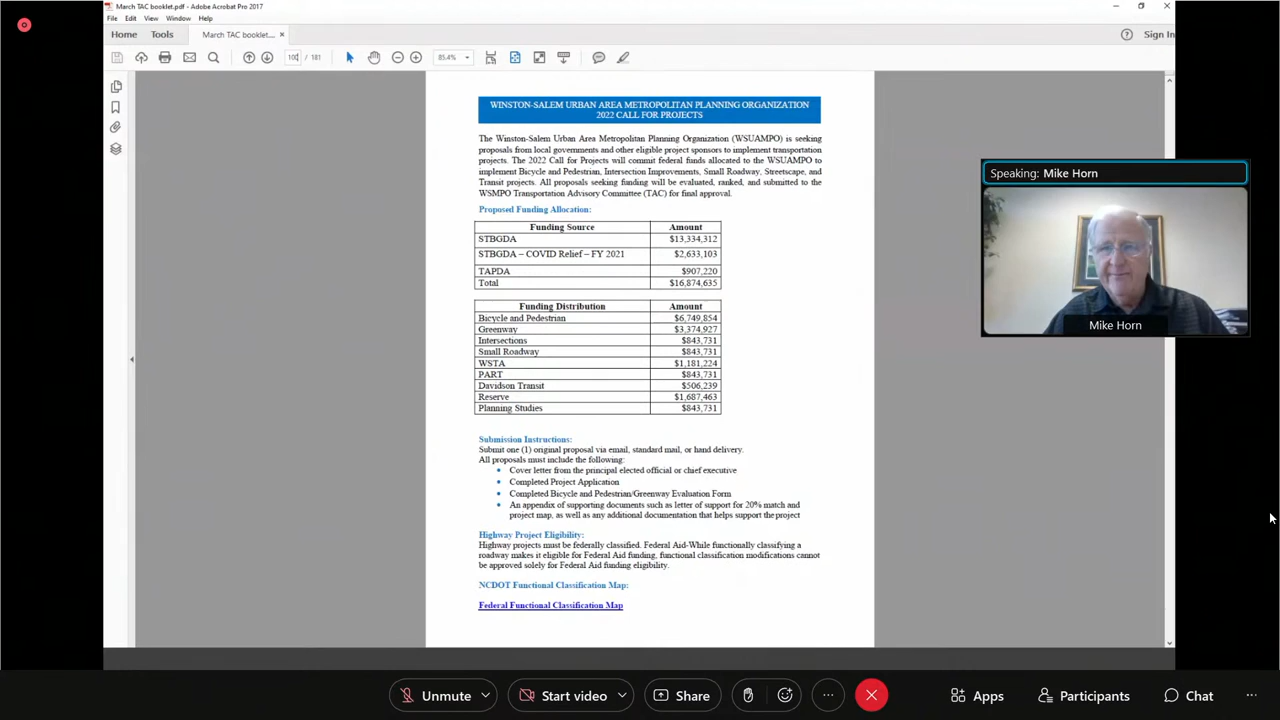 March TAC booklet.pdf - Adobe Acrobat Pro 2017
File Edit View Window Help
Home Tools March TAC booklet.... × Sign In
/ 181 85.4%
WINSTON-SALEM URBAN AREA METROPOLITAN PLANNING ORGANIZATION
2022 CALL FOR PROJECTS
The Winston-Salem Urban Area Metropolitan Planning Organization (WSUAMPO) is seeking
proposals from local governments and other eligible project sponsors to implement transportation
projects. The 2022 Call for Projects will commit federal funds allocated to the WSUAMPO to
implement Bicycle and Pedestrian, Intersection Improvements, Small Roadway, Streetscape, and
Transit projects. All proposals seeking funding will be evaluated, ranked, and submitted to the
WSMPO Transportation Advisory Committee (TAC) for final approval.
Proposed Funding Allocation:
Funding Source Amount
STBGDA $13,334,312
STBGDA – COVID Relief – FY 2021 $2,633,103
TAPDA $907,220
Total $16,874,635
Funding Distribution Amount
Bicycle and Pedestrian $6,749,854
Greenway $3,374,927
Intersections $843,731
Small Roadway $843,731
WSTA $1,181,224
PART $843,731
Davidson Transit $506,239
Reserve $1,687,463
Planning Studies $843,731
Submission Instructions:
Submit one (1) original proposal via email, standard mail, or hand delivery.
All proposals must include the following:
• Cover letter from the principal elected official or chief executive
• Completed Project Application
• Completed Bicycle and Pedestrian/Greenway Evaluation Form
• An appendix of supporting documents such as letter of support for 20% match and
project map, as well as any additional documentation that helps support the project
Highway Project Eligibility:
Highway projects must be federally classified. Federal Aid-While functionally classifying a
roadway makes it eligible for Federal Aid funding, functional classification modifications cannot
be approved solely for Federal Aid funding eligibility.
NCDOT Functional Classification Map:
Federal Functional Classification Map
Speaking: Mike Horn
Mike Horn
Unmute Start video Share Apps Participants Chat